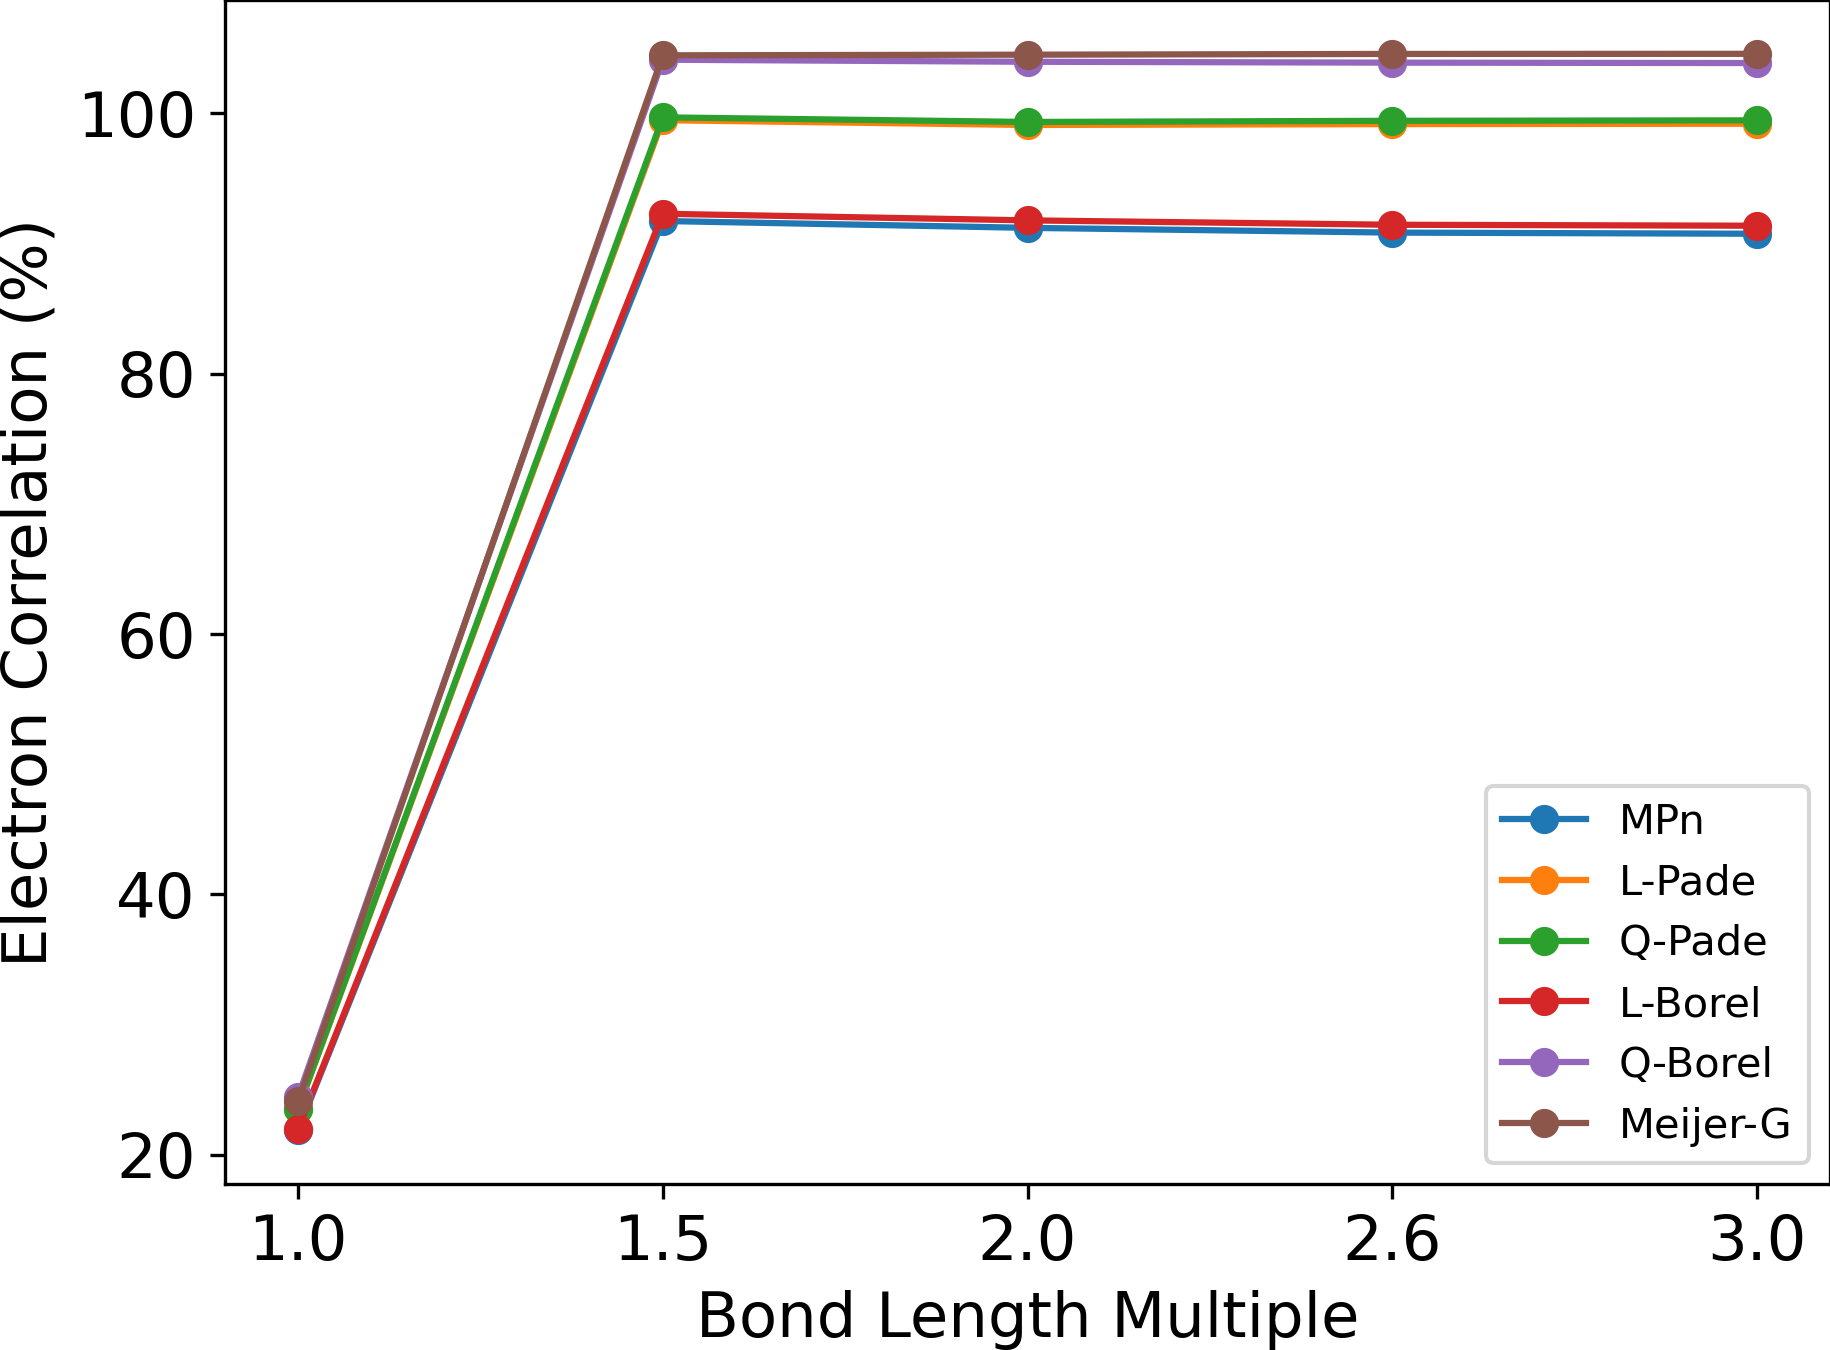 Electron Correlation (%)
100
80
60
40
20
1.0 1.5 2.0 2.6 3.0
Bond Length Multiple
MPn
L-Pade
Q-Pade
L-Borel
Q-Borel
Meijer-G